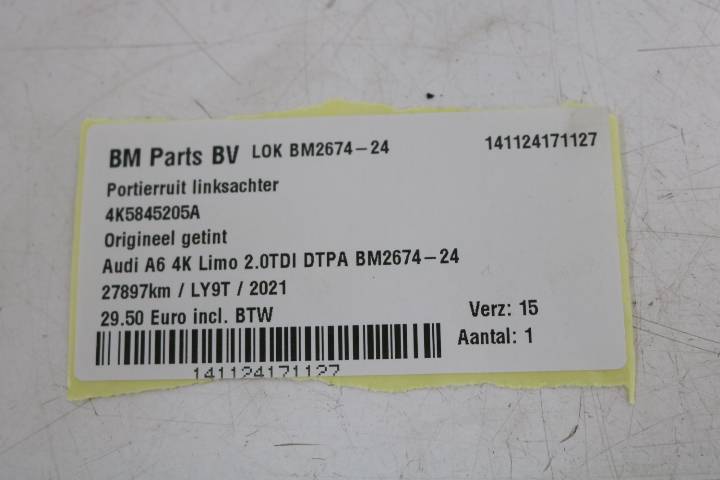 BM Parts BV LOK BM2674-24 141124171127
Portierruit linksachter
4K5845205A
Origineel getint
Audi A6 4K Limo 2.0TDI DTPA BM2674-24
27897km / LY9T / 2021
29.50 Euro incl. BTW Verz: 15
Aantal: 1
141124171127